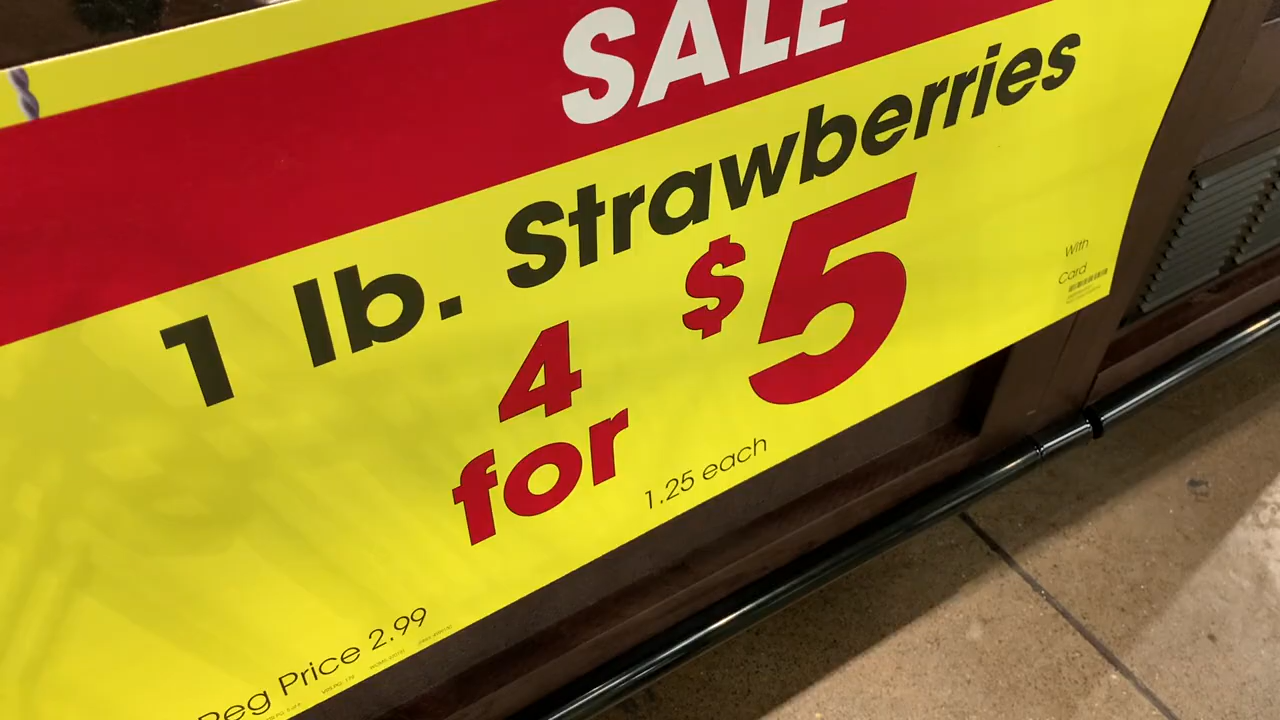 SALE
1 lb. Strawberries
4
for
$5
1.25 each
With
Card
Reg Price 2.99